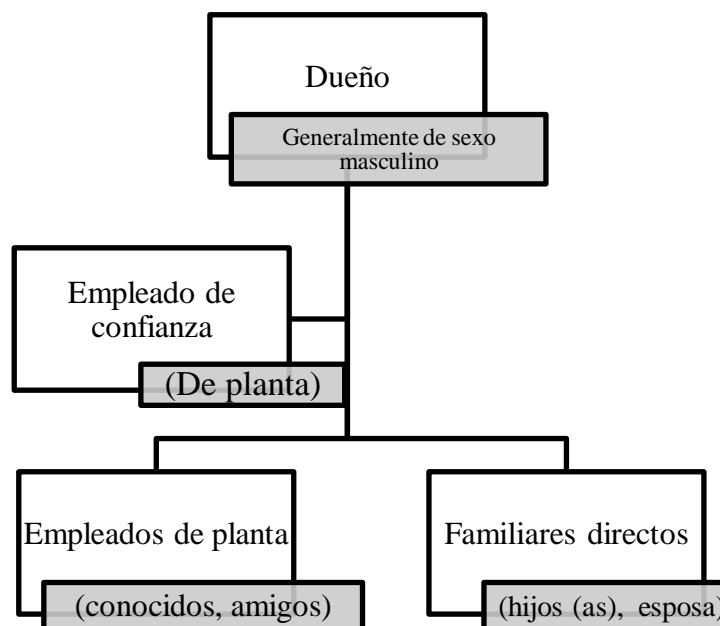 Dueño
Generalmente de sexo
masculino
Empleado de
confianza
(De planta)
Empleados de planta
(conocidos, amigos)
Familiares directos
(hijos (as), esposa)